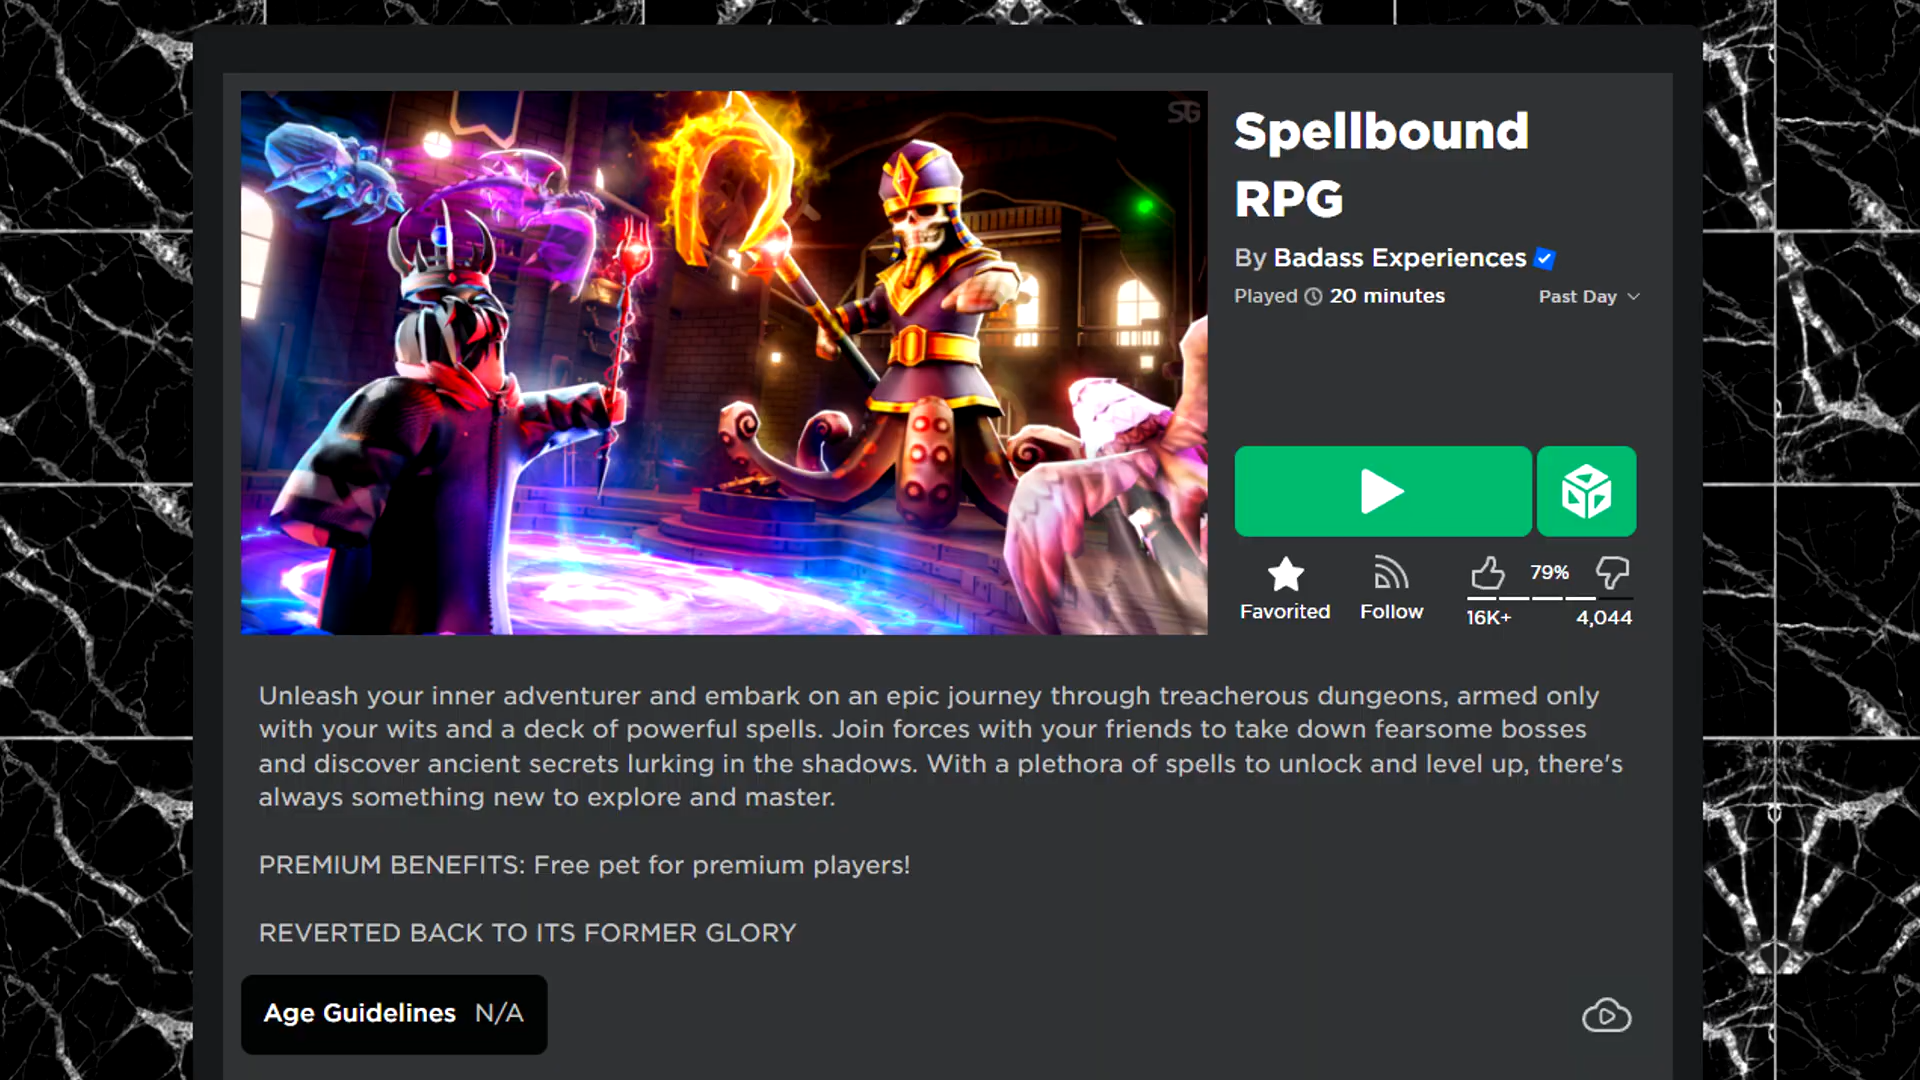 SG
Spellbound
RPG
By Badass Experiences
Played 20 minutes
Past Day
79%
Favorited
Follow
16K+
4,044
Unleash your inner adventurer and embark on an epic journey through treacherous dungeons, armed only
with your wits and a deck of powerful spells. Join forces with your friends to take down fearsome bosses
and discover ancient secrets lurking in the shadows. With a plethora of spells to unlock and level up, there's
always something new to explore and master.
PREMIUM BENEFITS: Free pet for premium players!
REVERTED BACK TO ITS FORMER GLORY
Age Guidelines N/A